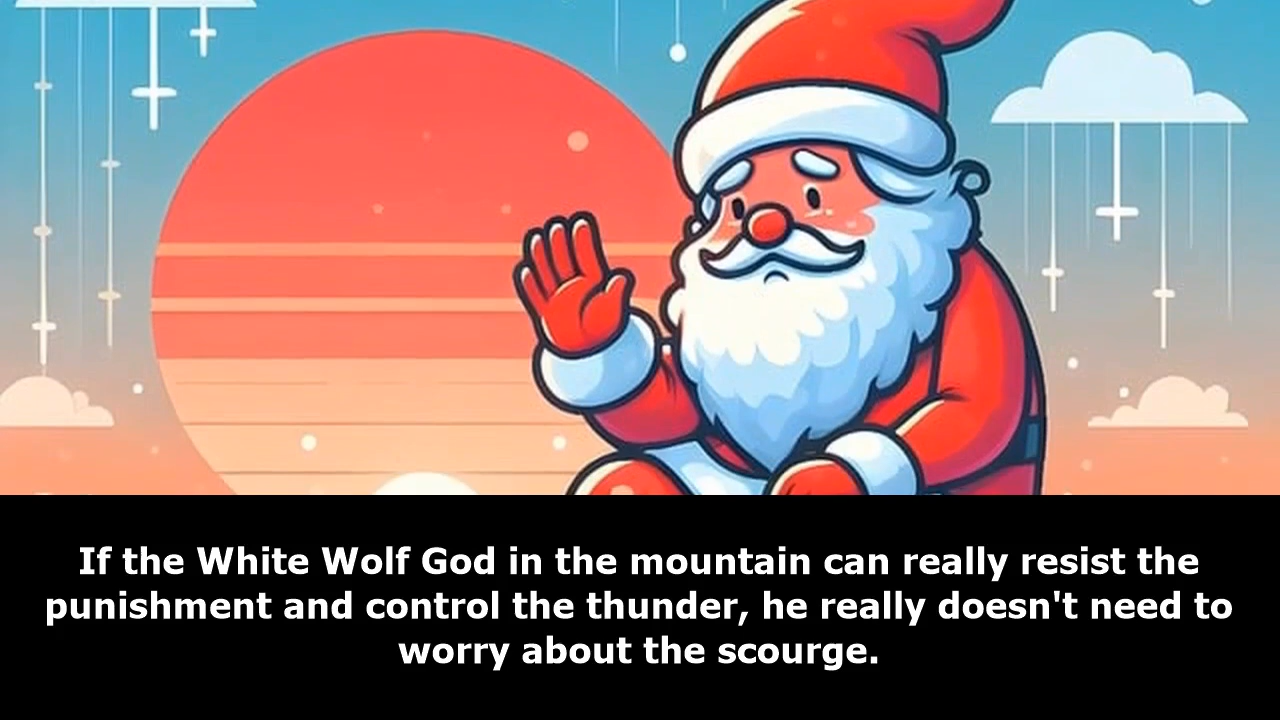 If the White Wolf God in the mountain can really resist the
punishment and control the thunder, he really doesn't need to
worry about the scourge.